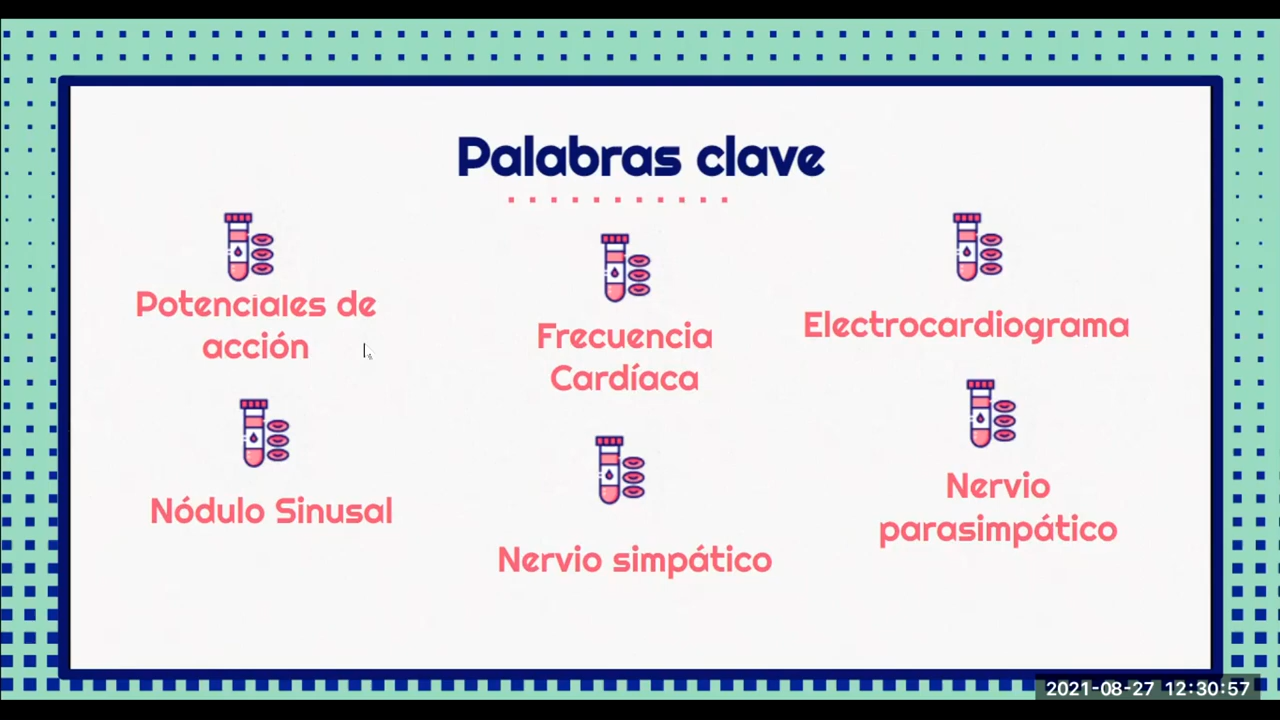 Palabras clave
Potenciales de
acción
Frecuencia
Cardíaca
Electrocardiograma
Nódulo Sinusal
Nervio simpático
Nervio
parasimpático
2021-08-27 12:30:57